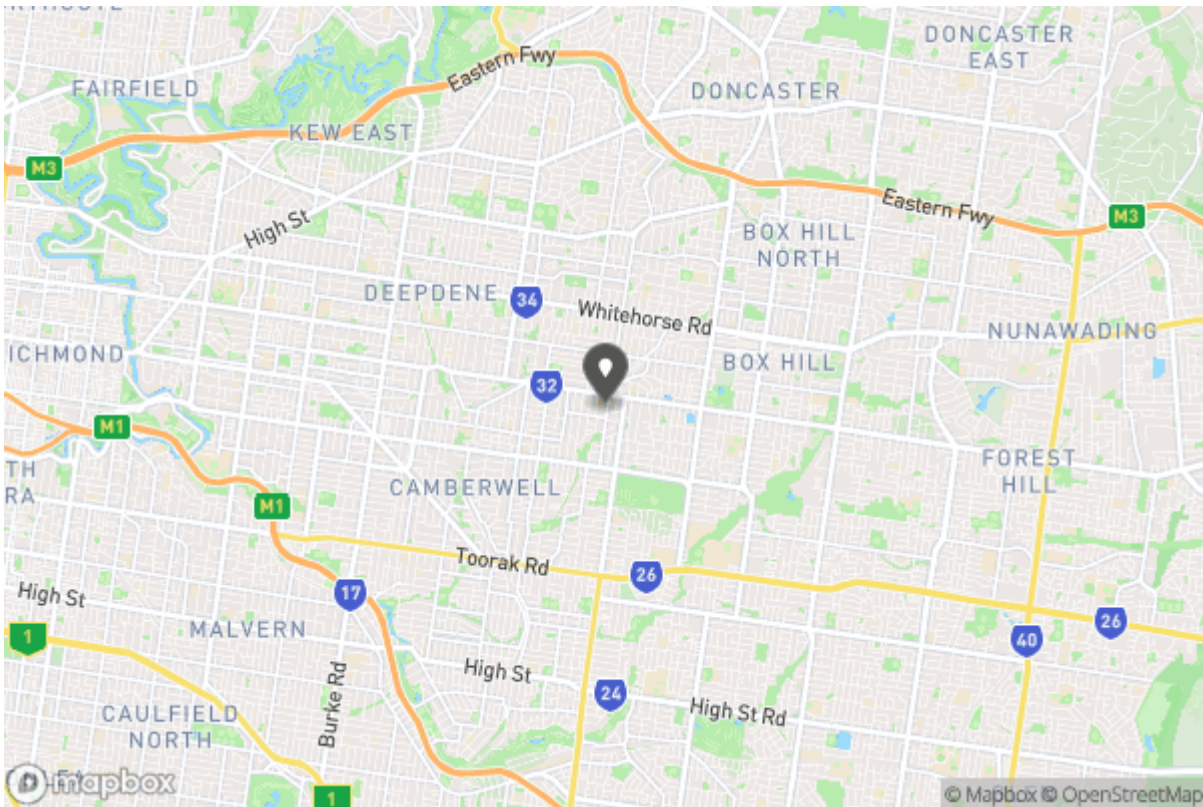 DONCASTER
EAST
Eastern Fwy
FAIRFIELD
DONCASTER
KEW EAST
M3
High St
Eastern Fwy
M3
BOX HILL
NORTH
DEEPDENE
34
Whitehorse Rd
NUNAWADING
ICHMOND
BOX HILL
32
M1
FOREST
HILL
TH
RA
CAMBERWELL
M1
Toorak Rd
26
17
High St
26
MALVERN
40
1
High St
24
Burke Rd
High St Rd
CAULFIELD
NORTH
mapbox
1
© Mapbox © OpenStreetMap